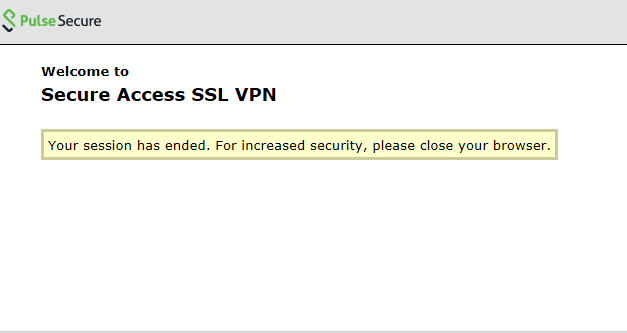 Pulse Secure
Welcome to
Secure Access SSL VPN
Your session has ended. For increased security, please close your browser.